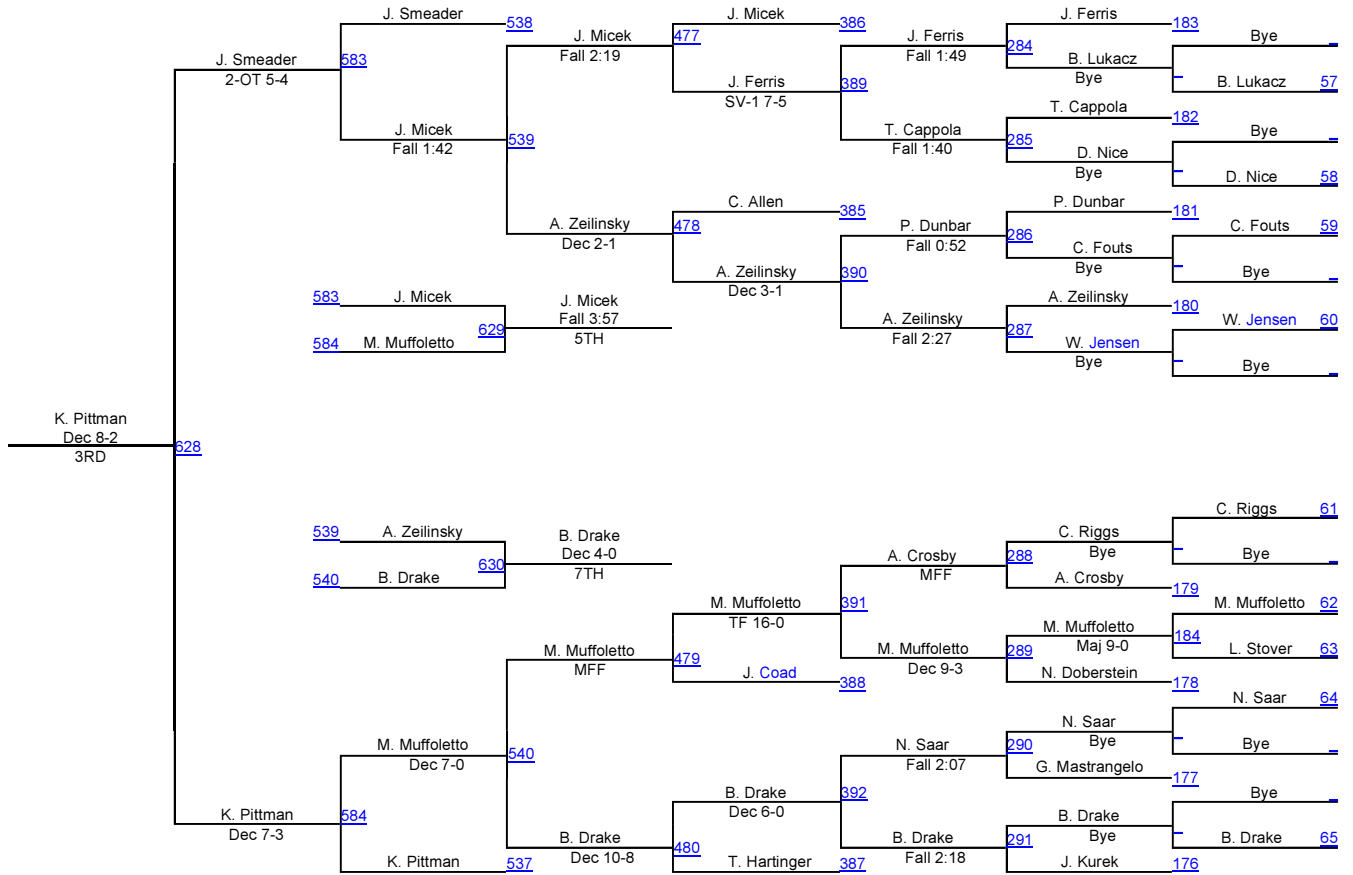 J. Smeader 538 J. Micek 386 J. Ferris 183
Bye
J. Micek 477 J. Ferris 284
Fall 2:19 Fall 1:49
J. Smeader 583 B. Lukacz
2-OT 5-4 Bye
J. Ferris 389 B. Lukacz 57
SV-1 7-5
T. Cappola 182
Bye
J. Micek 539 T. Cappola 285
Fall 1:42 Fall 1:40
D. Nice
Bye
D. Nice 58
C. Allen 385 P. Dunbar 181
A. Zeilinsky 478 P. Dunbar 286 C. Fouts 59
Dec 2-1 Fall 0:52
C. Fouts
Bye
A. Zeilinsky 390 Bye
Dec 3-1
583 J. Micek J. Micek A. Zeilinsky 180
Fall 3:57
629 5TH A. Zeilinsky 287 W. Jensen 60
Fall 2:27
584 M. Muffoletto W. Jensen
Bye
Bye
K. Pittman
Dec 8-2 628
3RD
C. Riggs 61
539 A. Zeilinsky B. Drake C. Riggs
Dec 4-0 Bye
630 7TH A. Crosby 288 Bye
MFF
540 B. Drake A. Crosby 179
M. Muffoletto 391 M. Muffoletto 62
TF 16-0
M. Muffoletto 184
Maj 9-0
M. Muffoletto 479 M. Muffoletto 289 L. Stover 63
MFF Dec 9-3
J. Coad 388 N. Doberstein 178
N. Saar 64
N. Saar
Bye
M. Muffoletto 540 N. Saar 290 Bye
Dec 7-0 Fall 2:07
G. Mastrangelo 177
B. Drake 392 Bye
Dec 6-0
K. Pittman 584 B. Drake
Dec 7-3 Bye
B. Drake 480 B. Drake 291 B. Drake 65
Dec 10-8 Fall 2:18
K. Pittman 537 T. Hartinger 387 J. Kurek 176